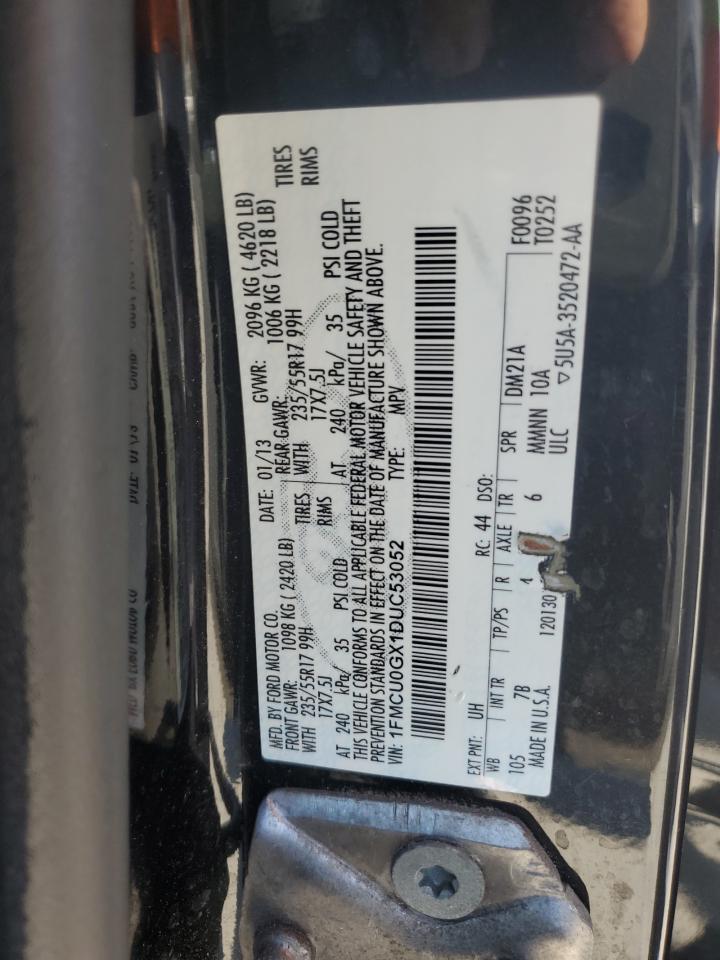 MFD. BY FORD MOTOR CO.
DATE: 01/13 GVWR: 2096 KG ( 4620 LB)
FRONT GAWR: 1098 KG ( 2420 LB) REAR GAWR: 1006 KG ( 2218 LB)
WITH 235/55R17 99H TIRES WITH 235/55R17 99H TIRES
17X7.5J RIMS 17X7.5J RIMS
AT 240 kPa/ 35 PSI COLD AT 240 kPa/ 35 PSI COLD
THIS VEHICLE CONFORMS TO ALL APPLICABLE FEDERAL MOTOR VEHICLE SAFETY AND THEFT
PREVENTION STANDARDS IN EFFECT ON THE DATE OF MANUFACTURE SHOWN ABOVE.
VIN: 1FMCU0GX1DUC53052 TYPE: MPV
EXT PNT: UH RC: 44 DSO: F0096
WB INT TR TP/PS R AXLE TR SPR DM21A T0252
105 7B 4 6 MMNN 10A
MADE IN U.S.A. 120130 ULC ▽5U5A-3520472-AA